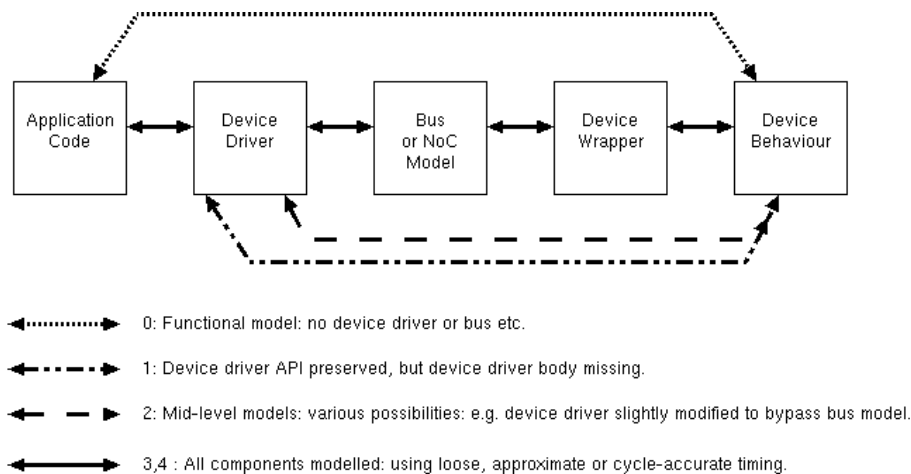 Application
Code
Device
Driver
Bus
or NoC
Model
Device
Wrapper
Device
Behaviour
0: Functional model: no device driver or bus etc.
1: Device driver API preserved, but device driver body missing.
2: Mid-level models: various possibilities: e.g. device driver slightly modified to bypass bus model.
3,4 : All components modelled: using loose, approximate or cycle-accurate timing.